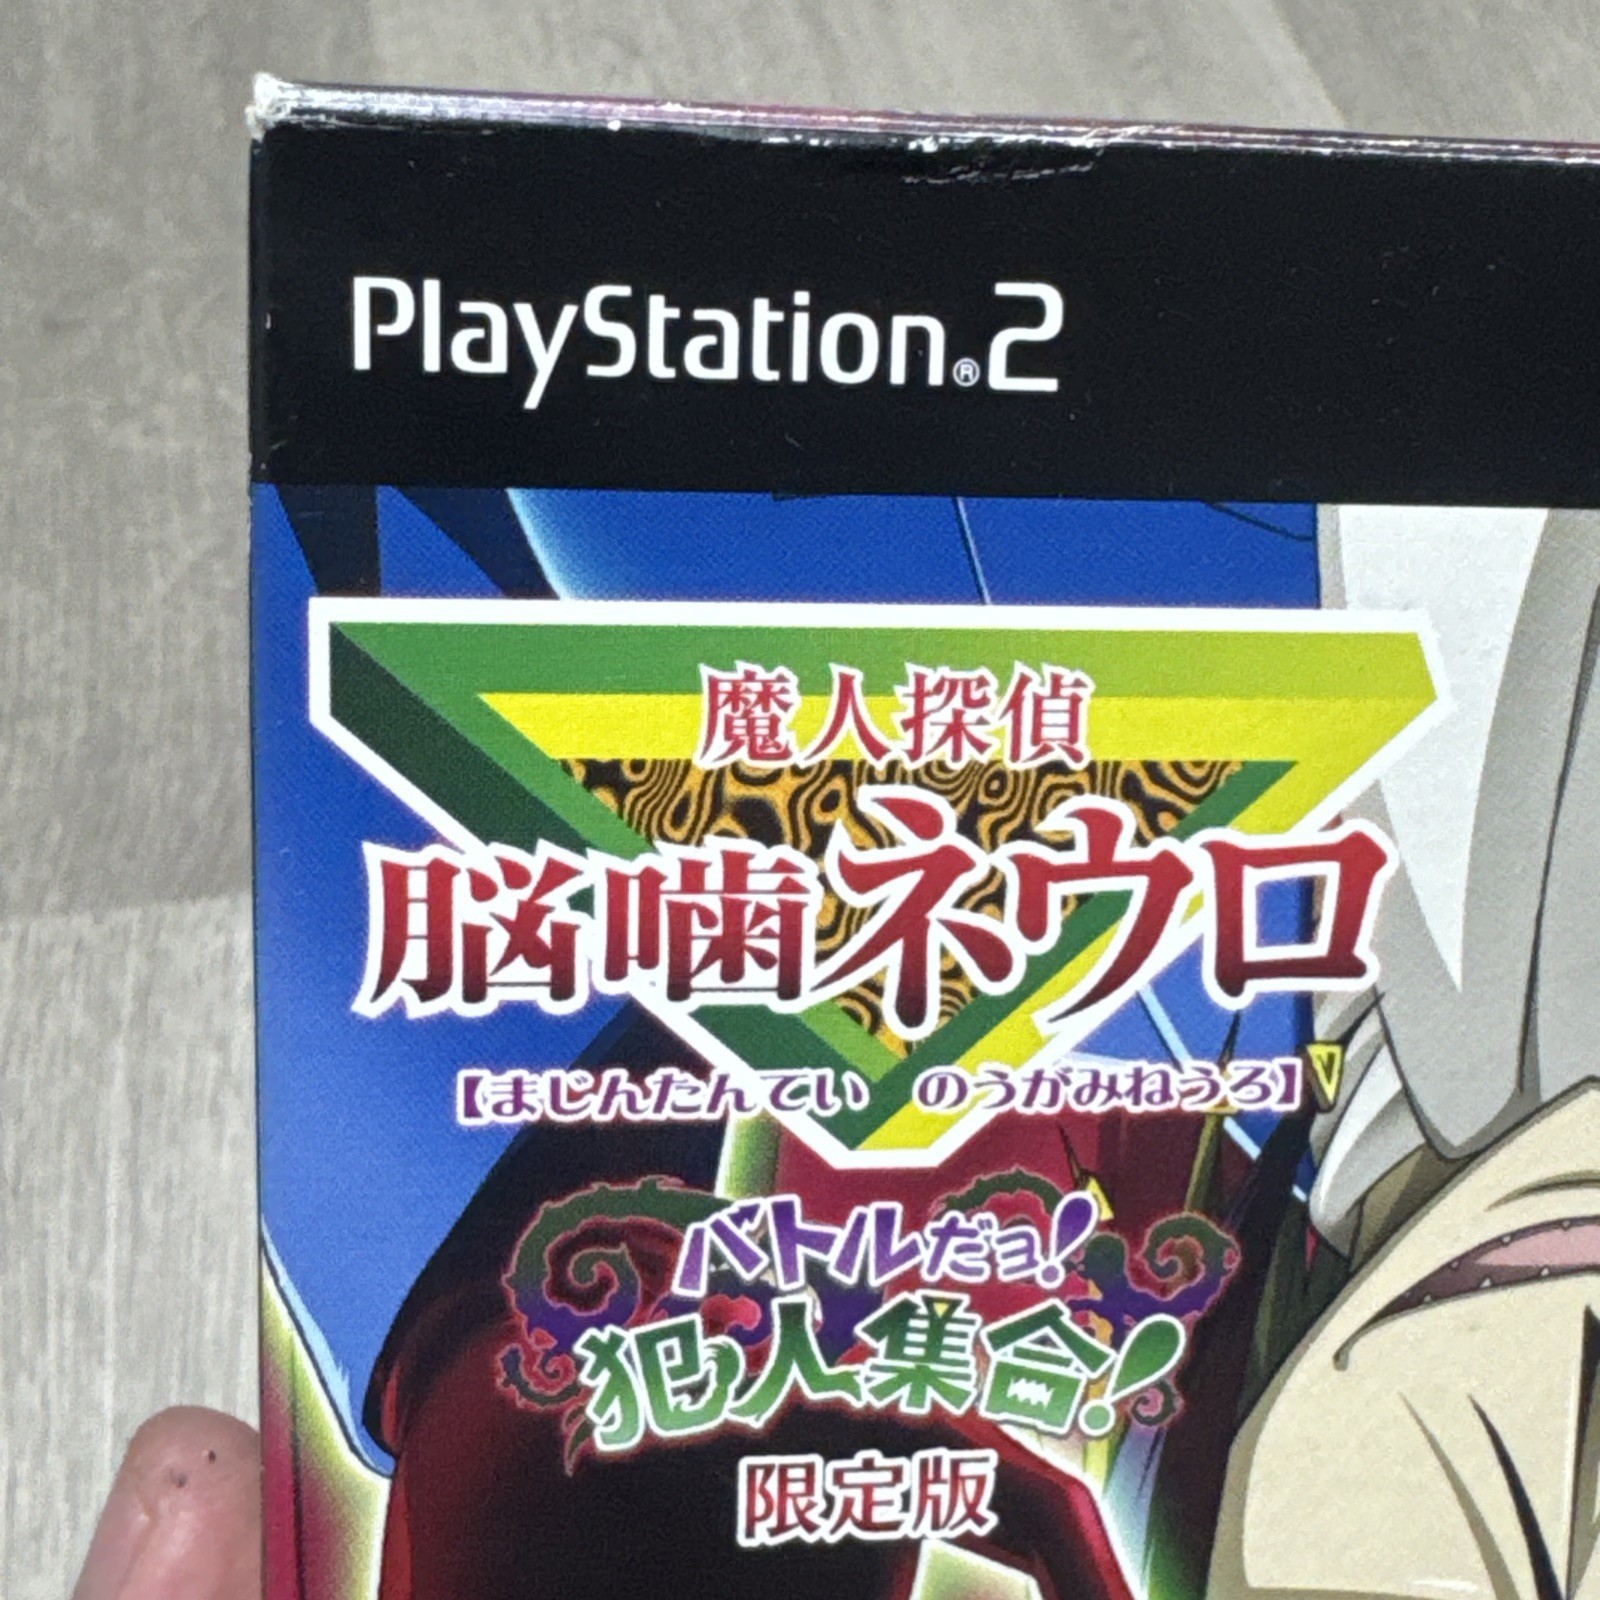 PlayStation®2
魔人探偵
脳噛ネウロ
【まじんたんてい のうがみねうろ】
バトルだョ!
犯人集合!
限定版